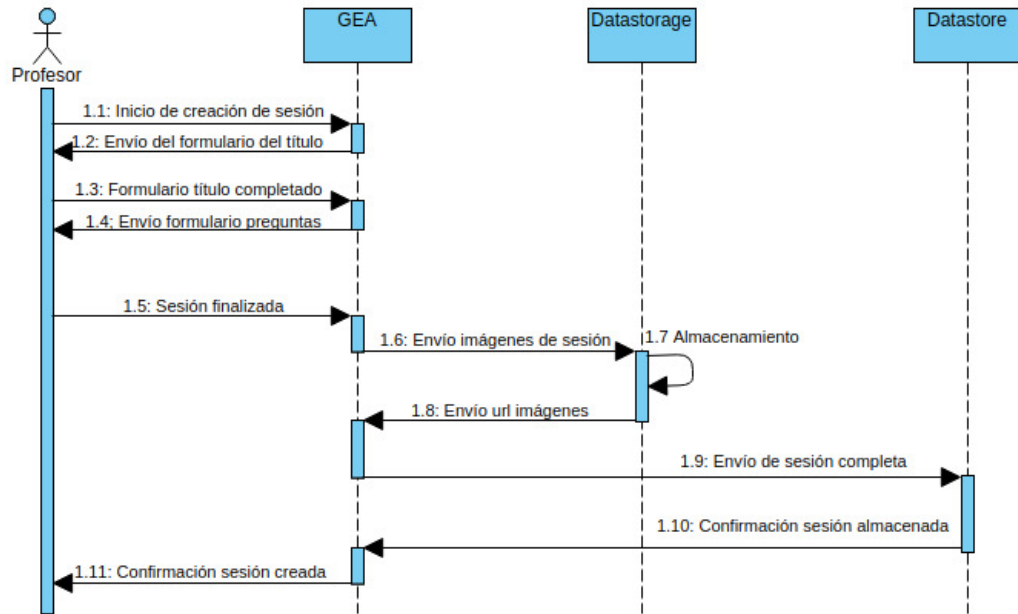 GEA
Datastorage
Datastore
Profesor
1.1: Inicio de creación de sesión
1.2: Envío del formulario del título
1.3: Formulario título completado
1.4; Envío formulario preguntas
1.5: Sesión finalizada
1.6: Envío imágenes de sesión
1.7 Almacenamiento
1.8: Envío url imágenes
1.9: Envío de sesión completa
1.10: Confirmación sesión almacenada
1.11: Confirmación sesión creada